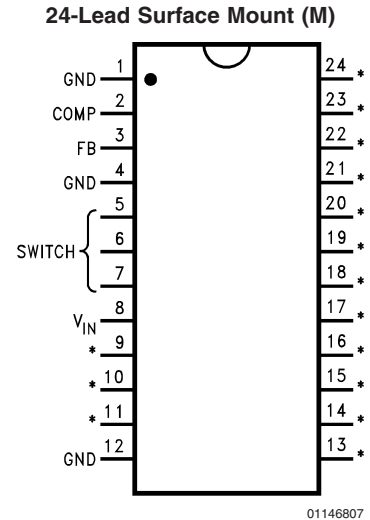 24-Lead Surface Mount (M)
GND 1 24 *
COMP 2 23 *
FB 3 22 *
GND 4 21 *
5 20 *
SWITCH 6 19 *
7 18 *
VIN 8 17 *
* 9 16 *
* 10 15 *
* 11 14 *
GND 12 13 *
01146807